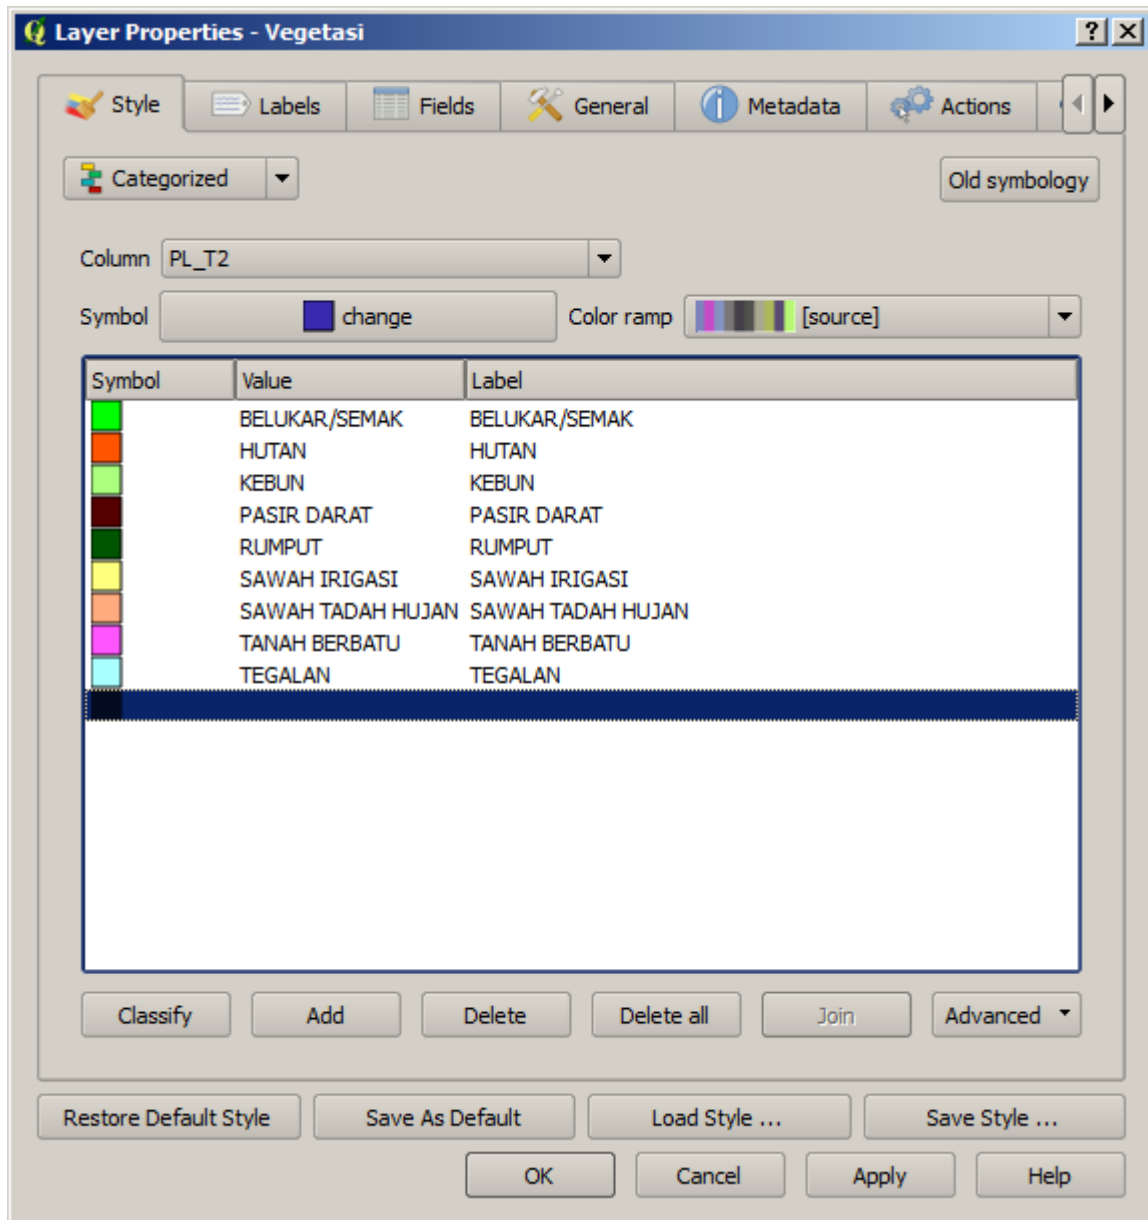 Layer Properties - Vegetasi
Style Labels Fields General Metadata Actions
Categorized Old symbology
Column PL_T2
Symbol change Color ramp [source]
Symbol Value Label
BELUKAR/SEMAK BELUKAR/SEMAK
HUTAN HUTAN
KEBUN KEBUN
PASIR DARAT PASIR DARAT
RUMPUT RUMPUT
SAWAH IRIGASI SAWAH IRIGASI
SAWAH TADAH HUJAN SAWAH TADAH HUJAN
TANAH BERBATU TANAH BERBATU
TEGALAN TEGALAN
Classify Add Delete Delete all Join Advanced
Restore Default Style Save As Default Load Style ... Save Style ...
OK Cancel Apply Help